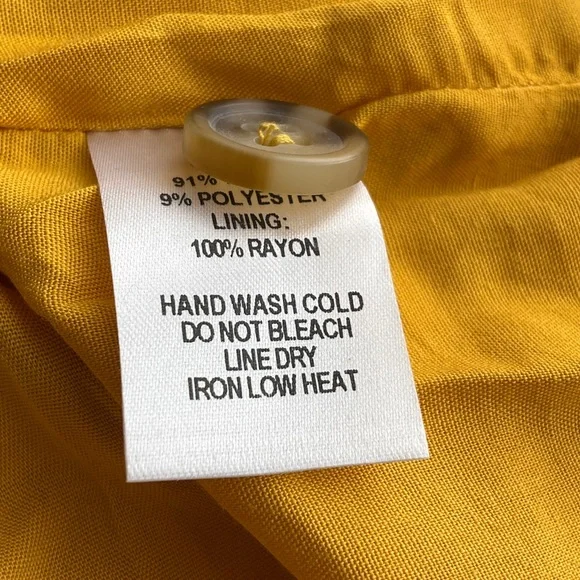 91%
9% POLYESTER
LINING:
100% RAYON
HAND WASH COLD
DO NOT BLEACH
LINE DRY
IRON LOW HEAT